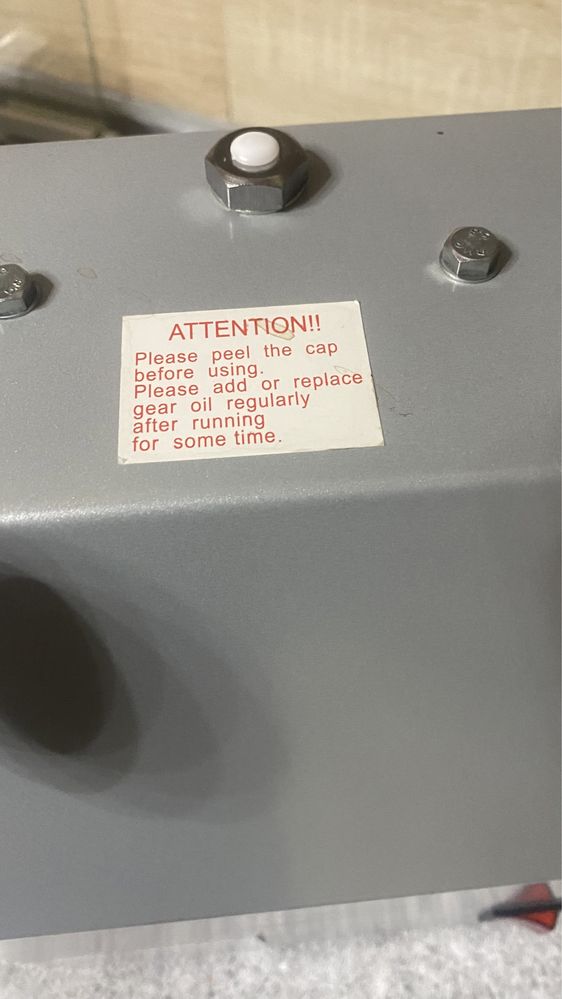 ATTENTION!!
Please peel the cap
before using.
Please add or replace
gear oil regularly
after running
for some time.